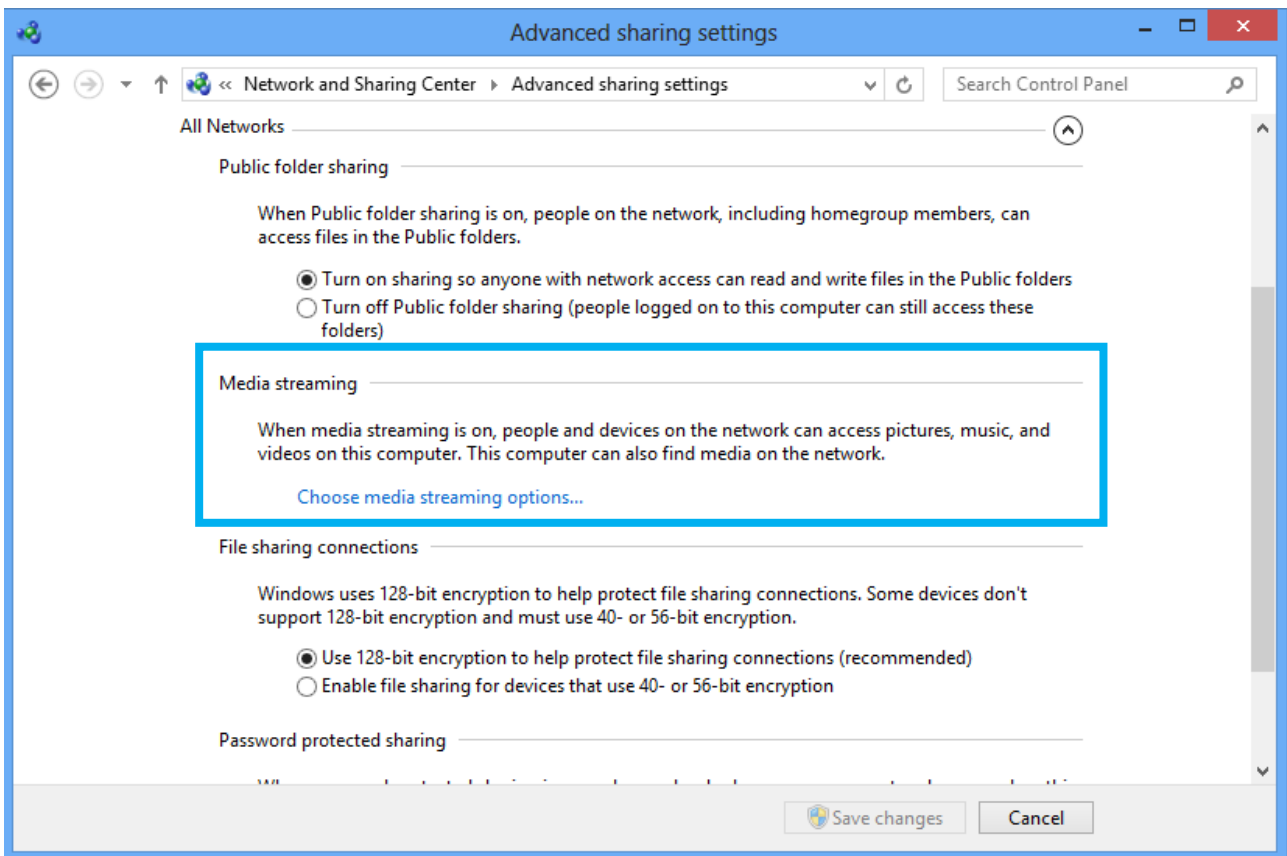 Advanced sharing settings
« Network and Sharing Center Advanced sharing settings
Search Control Panel
All Networks
Public folder sharing
When Public folder sharing is on, people on the network, including homegroup members, can
access files in the Public folders.
Turn on sharing so anyone with network access can read and write files in the Public folders
Turn off Public folder sharing (people logged on to this computer can still access these
folders)
Media streaming
When media streaming is on, people and devices on the network can access pictures, music, and
videos on this computer. This computer can also find media on the network.
Choose media streaming options...
File sharing connections
Windows uses 128-bit encryption to help protect file sharing connections. Some devices don't
support 128-bit encryption and must use 40- or 56-bit encryption.
Use 128-bit encryption to help protect file sharing connections (recommended)
Enable file sharing for devices that use 40- or 56-bit encryption
Password protected sharing
Save changes
Cancel